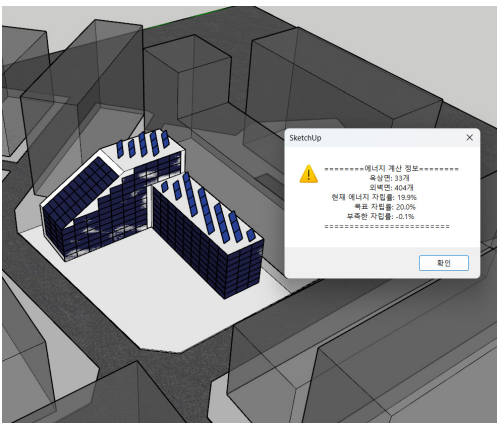 SketchUp
========에너지 계산 정보========
옥상면: 33개
외벽면: 404개
현재 에너지 자립률: 19.9%
목표 자립률: 20.0%
부족한 자립률: -0.1%
=========================
확인